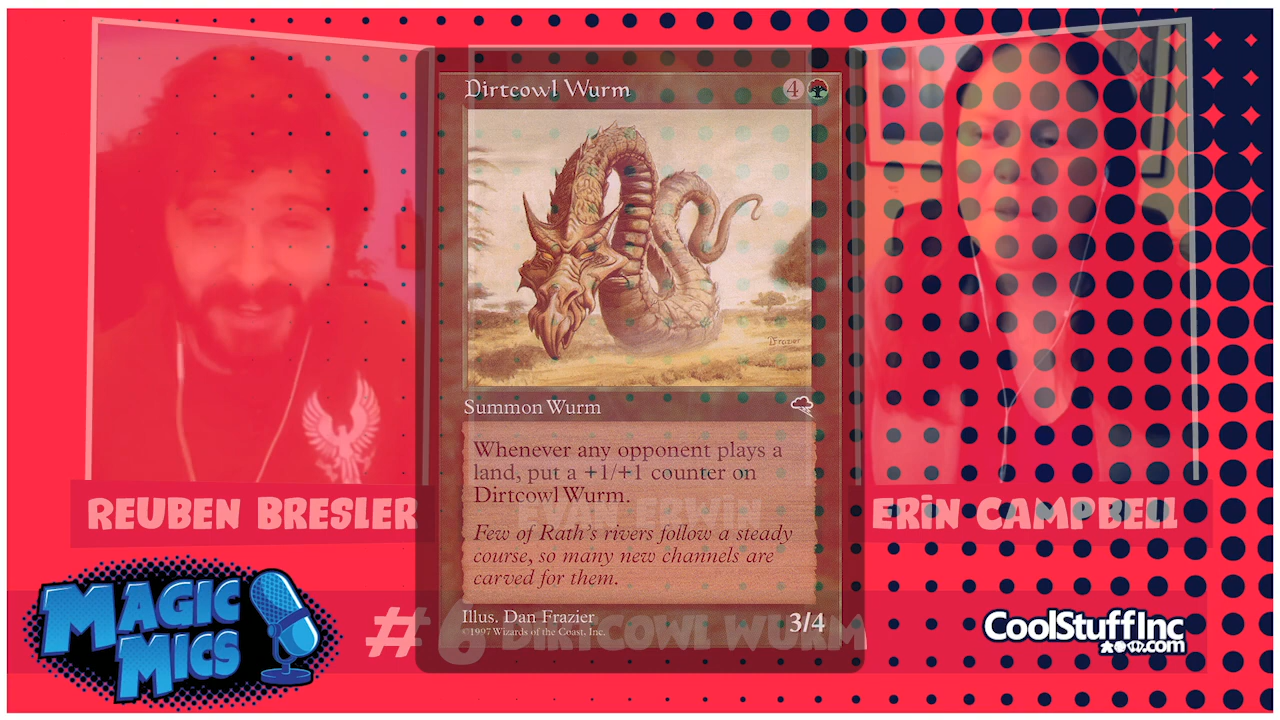 Dirtcowl Wurm
4
DFrazier
Summon Wurm
Whenever any opponent plays a
land, put a +1/+1 counter on
Dirtcowl Wurm.
Few of Rath's rivers follow a steady
course, so many new channels are
carved for them.
Illus. Dan Frazier
©1997 Wizards of the Coast, Inc.
3/4
REUBEN BRESLER
EVAN ERWIN
ERIN CAMPBELL
MAGIC
MICS
#6 DIRTCOWL WURM
CoolStuffInc
.com